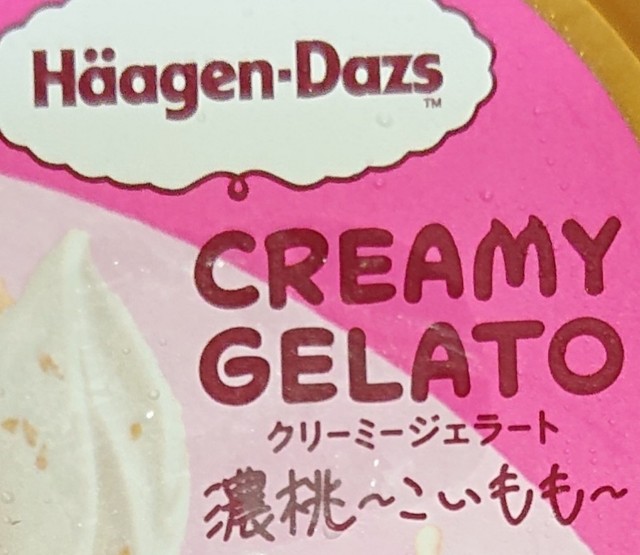 Häagen-Dazs
TM
CREAMY
GELATO
クリーミージェラート
濃桃～こいもも～